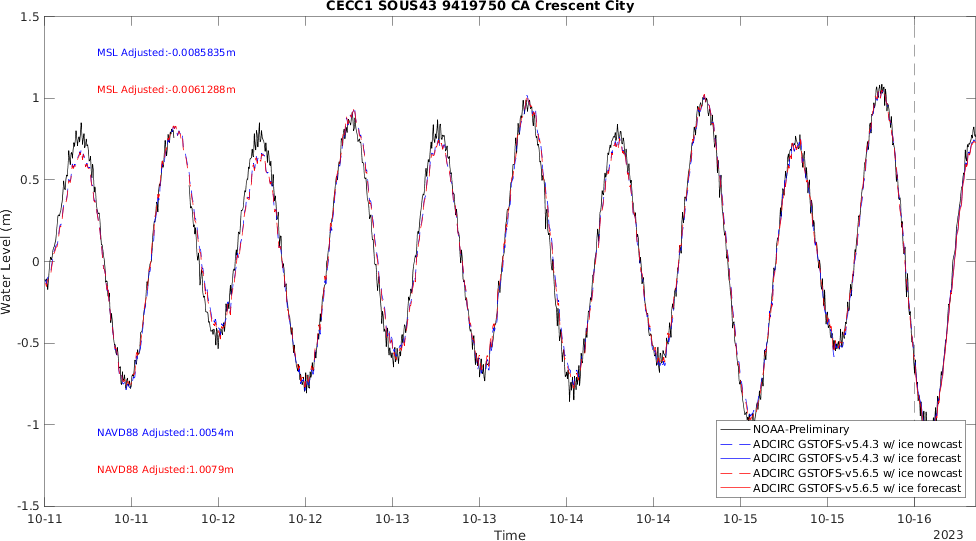 CECC1 SOUS43 9419750 CA Crescent City
1.5
MSL Adjusted:-0.0085835m
MSL Adjusted:-0.0061288m
1
0.5
0
-0.5
-1
-1.5
Water Level (m)
NAVD88 Adjusted:1.0054m
NAVD88 Adjusted:1.0079m
NOAA-Preliminary
ADCIRC GSTOFS-v5.4.3 w/ ice nowcast
ADCIRC GSTOFS-v5.4.3 w/ ice forecast
ADCIRC GSTOFS-v5.6.5 w/ ice nowcast
ADCIRC GSTOFS-v5.6.5 w/ ice forecast
10-11 10-11 10-12 10-12 10-13 10-13 10-14 10-14 10-15 10-15 10-16
Time
2023